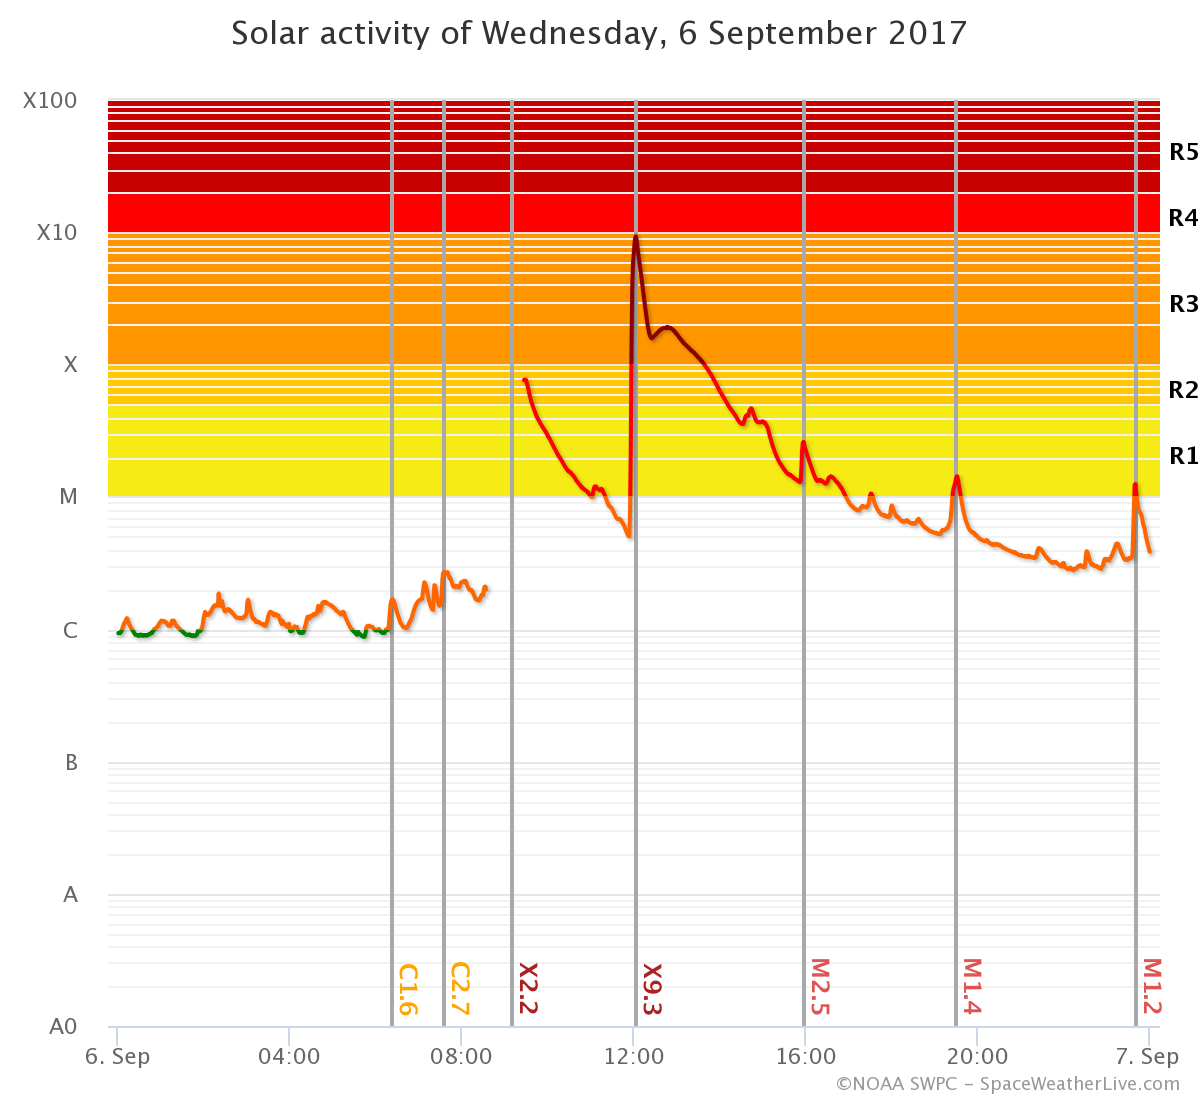 Solar activity of Wednesday, 6 September 2017
X100
R5
R4
X10
R3
X
R2
R1
M
C
B
A
C1.6
C2.7
X2.2
X9.3
M2.5
M1.4
M1.2
A0
6. Sep
04:00
08:00
12:00
16:00
20:00
7. Sep
©NOAA SWPC - SpaceWeatherLive.com